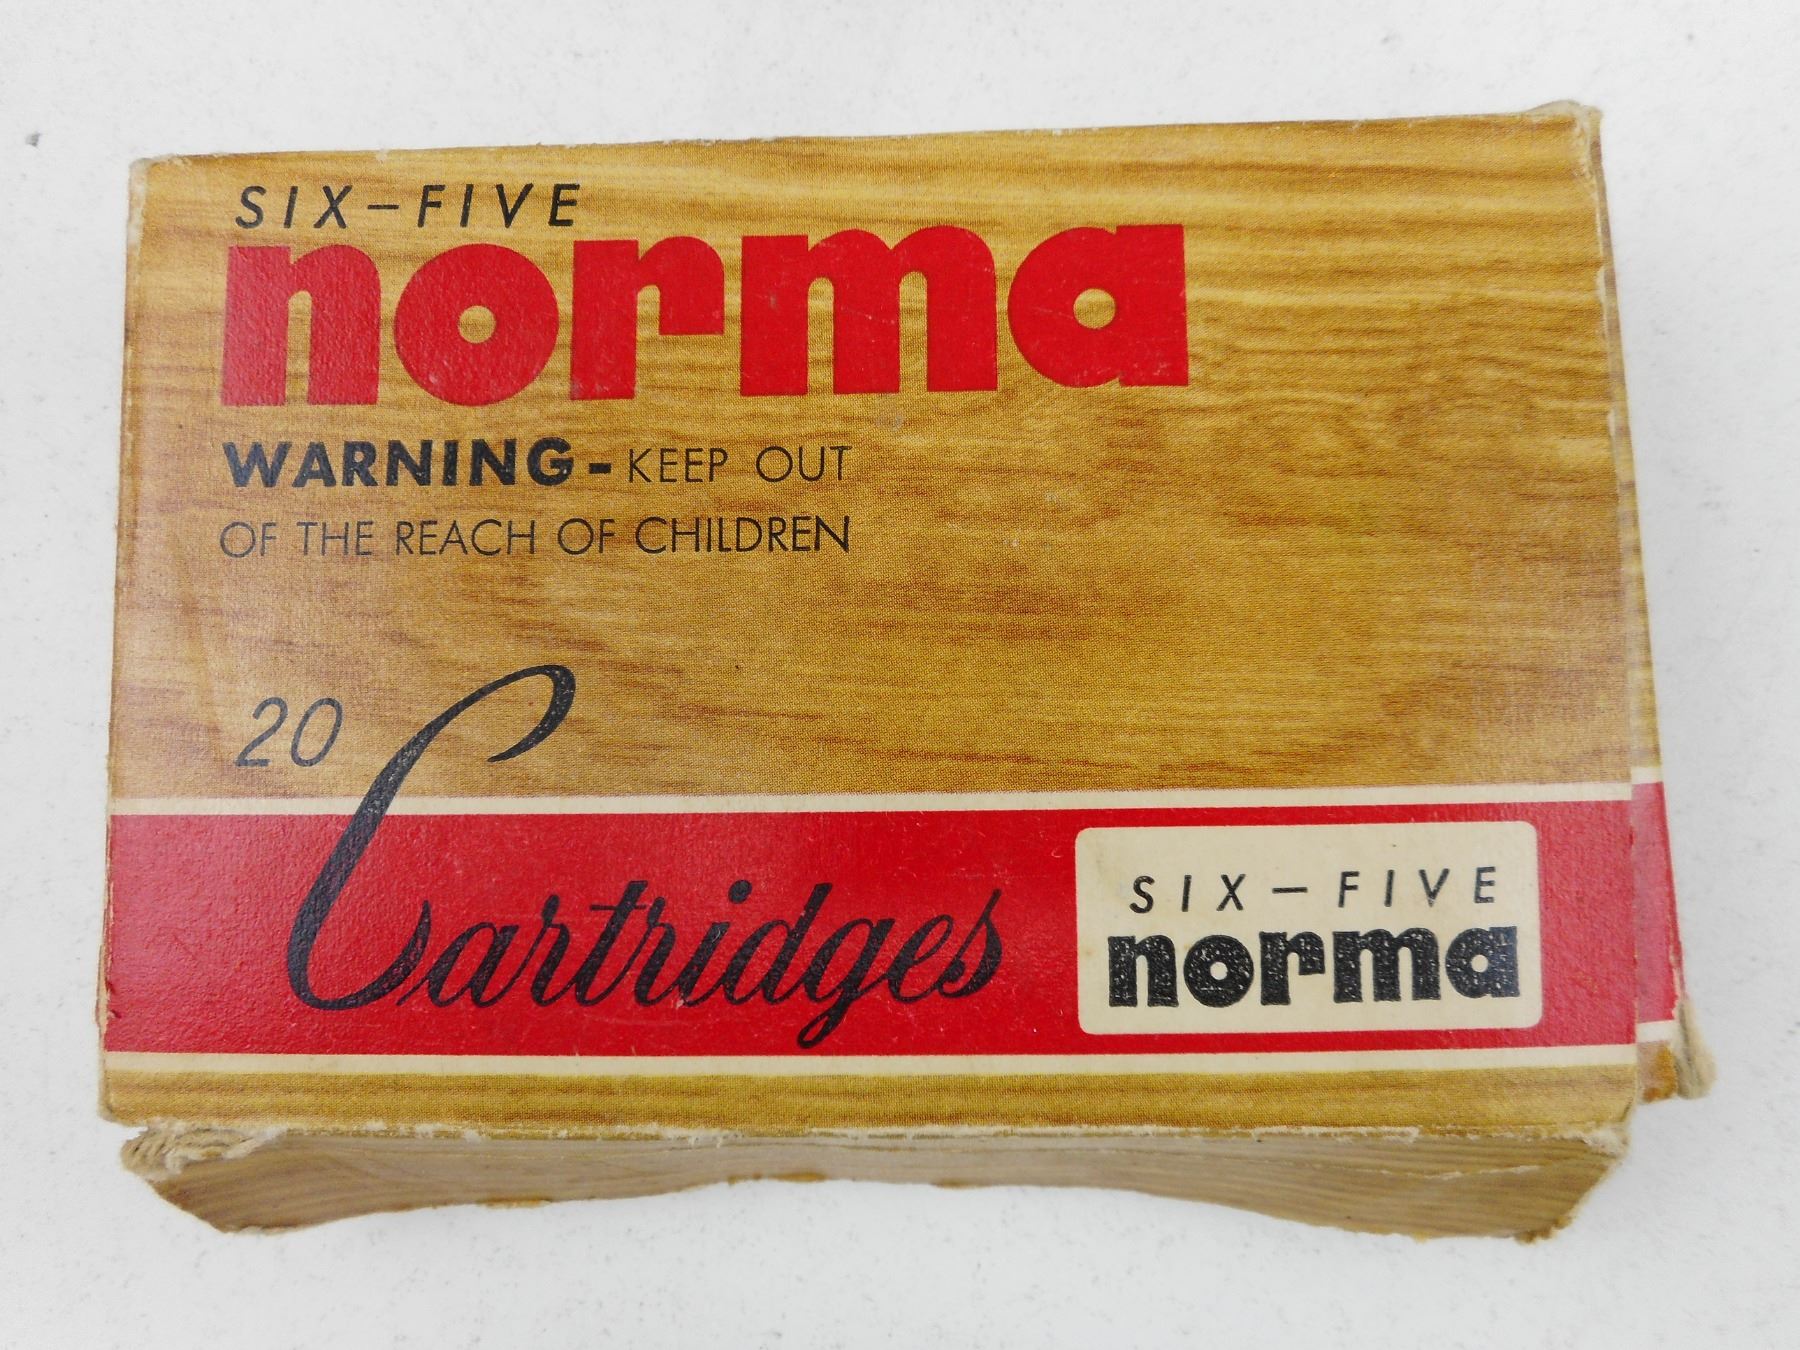 SIX-FIVE
norma
WARNING-KEEP OUT
OF THE REACH OF CHILDREN
20 Cartridges
SIX-FIVE
norma